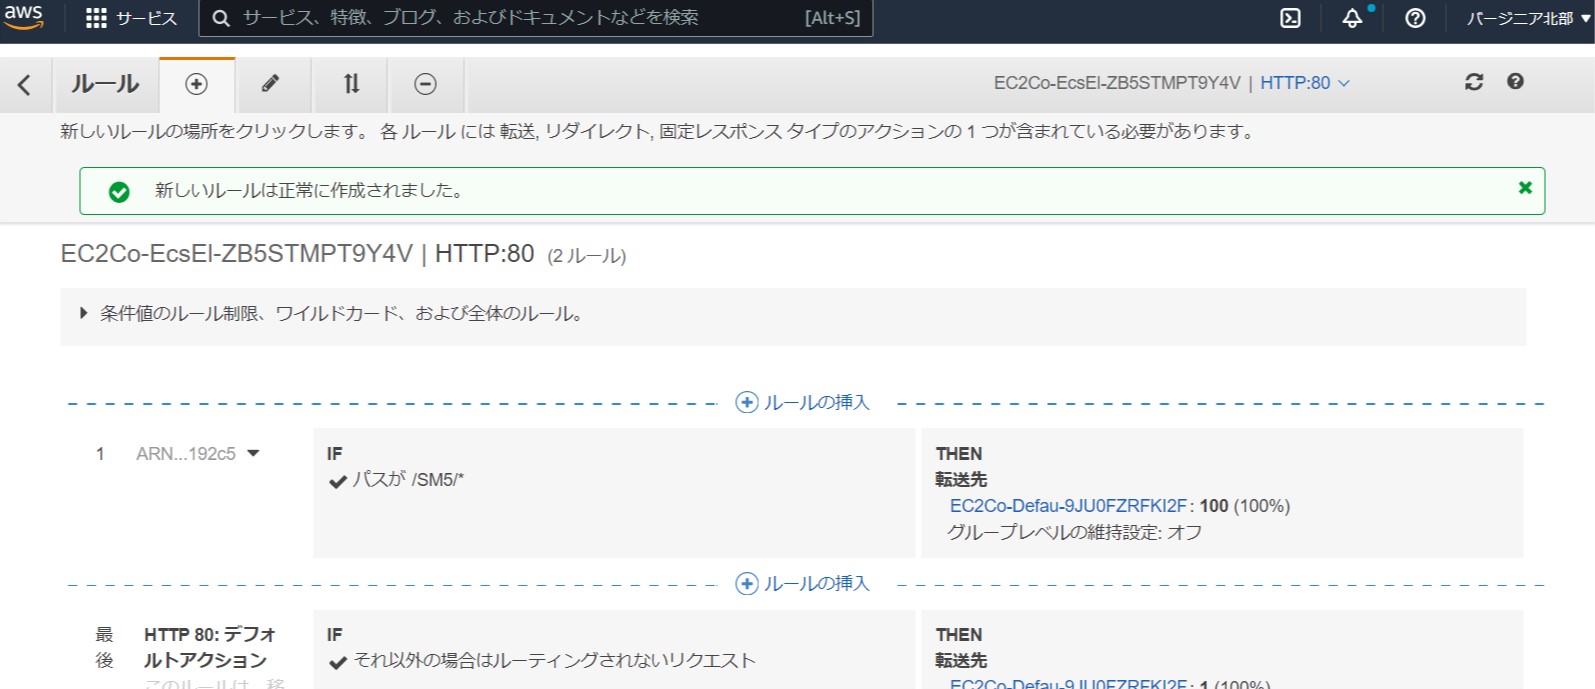 aws サービス サービス、特徴、ブログ、およびドキュメントなどを検索 [Alt+S] バージニア北部 ▼
ルール EC2Co-EcsEl-ZB5STMPT9Y4V | HTTP:80
新しいルールの場所をクリックします。 各 ルール には 転送, リダイレクト, 固定レスポンス タイプのアクションの 1 つが含まれている必要があります。
新しいルールは正常に作成されました。
EC2Co-EcsEl-ZB5STMPT9Y4V | HTTP:80 (2 ルール)
条件値のルール制限、ワイルドカード、および全体のルール。
ルールの挿入
1 ARN...192c5
IF
パスが /SM5/*
THEN
転送先
EC2Co-Defau-9JU0FZRFKI2F: 100 (100%)
グループレベルの維持設定: オフ
ルールの挿入
最後
HTTP 80: デフォ
ルトアクション
このルールは、移
IF
それ以外の場合はルーティングされないリクエスト
THEN
転送先
EC2Co-Defau-9JU0FZRFKI2F: 1 (100%)